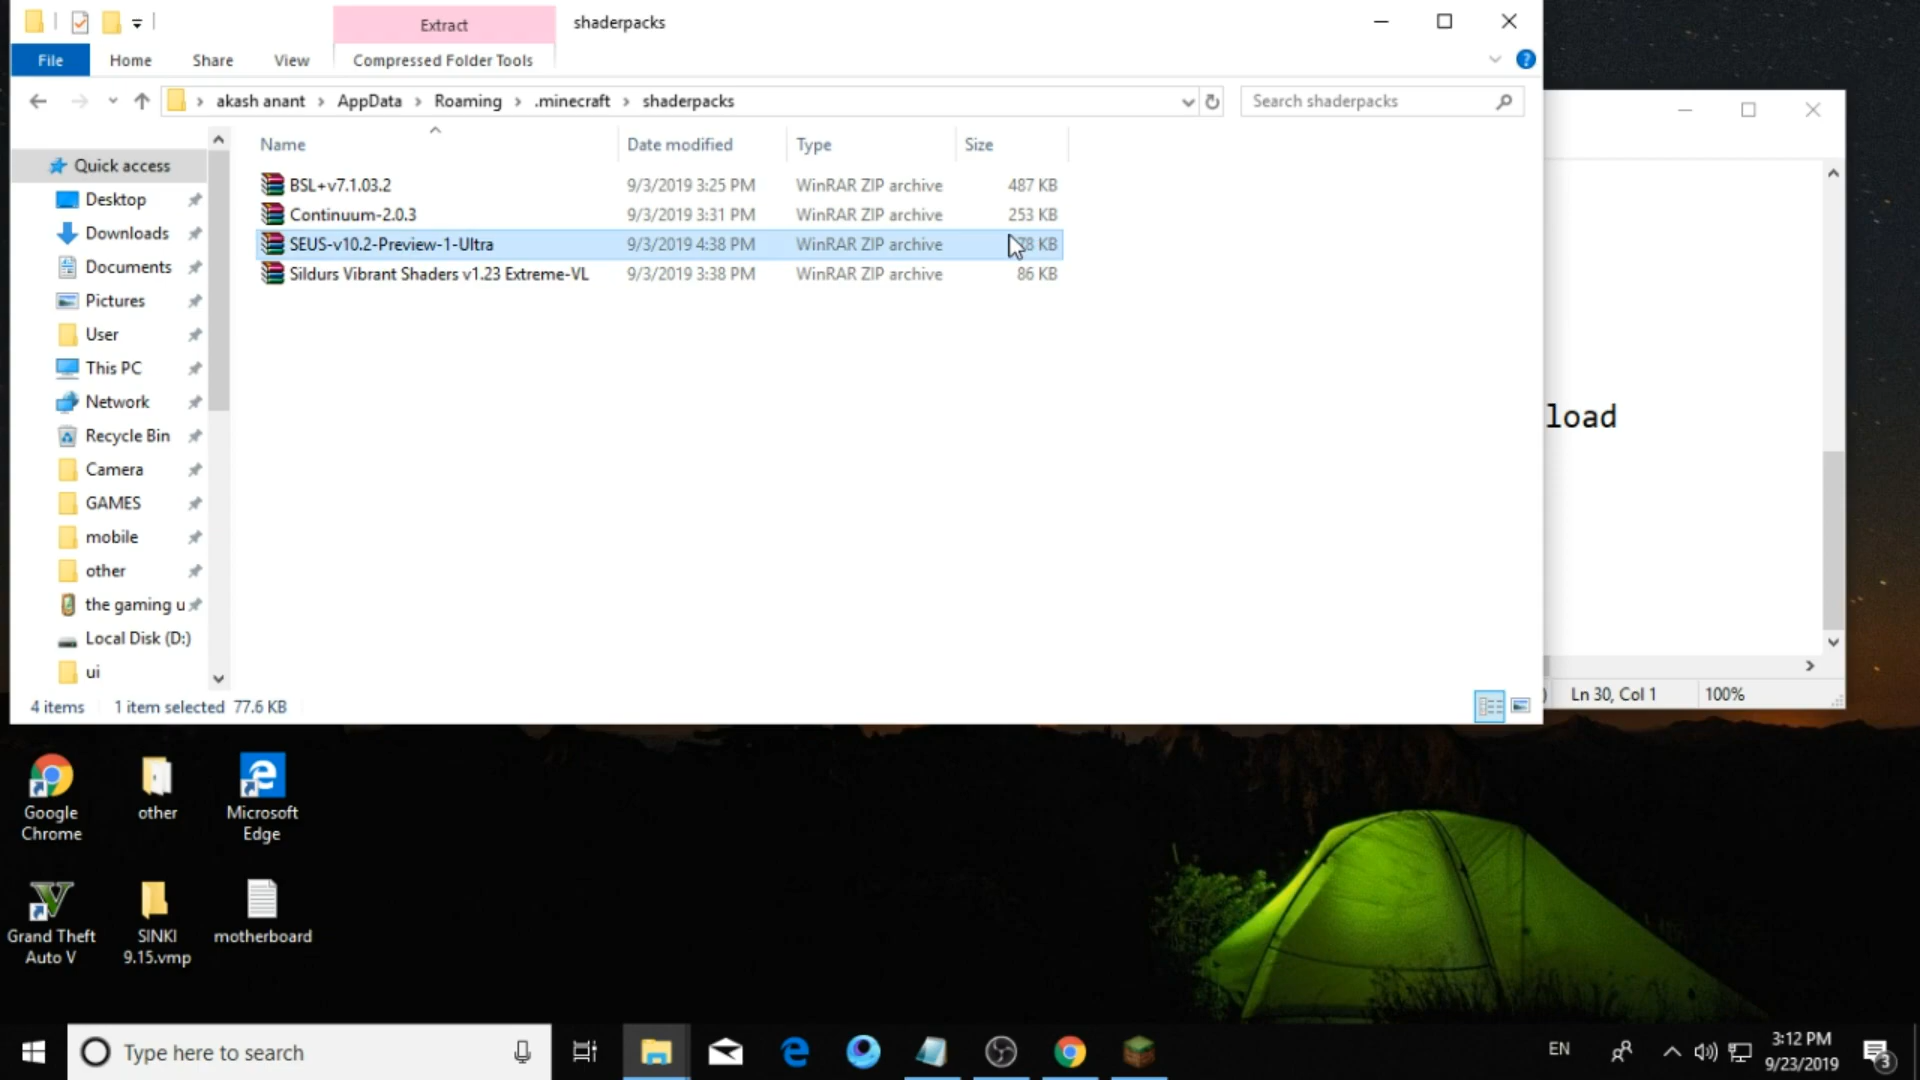 Extract
shaderpacks
File
Home
Share
View
Compressed Folder Tools
akash anant
AppData
Roaming
.minecraft
shaderpacks
Search shaderpacks
Name
Date modified
Type
Size
Quick access
BSL+v7.1.03.2
9/3/2019 3:25 PM
WinRAR ZIP archive
487 KB
Continuum-2.0.3
9/3/2019 3:31 PM
WinRAR ZIP archive
253 KB
SEUS-v10.2-Preview-1-Ultra
9/3/2019 4:38 PM
WinRAR ZIP archive
78 KB
Sildurs Vibrant Shaders v1.23 Extreme-VL
9/3/2019 3:38 PM
WinRAR ZIP archive
86 KB
Desktop
Downloads
Documents
Pictures
User
This PC
Network
Recycle Bin
Camera
GAMES
mobile
other
the gaming u
Local Disk (D:)
ui
4 items
1 item selected 77.6 KB
load
Ln 30, Col 1
100%
Google
Chrome
other
Microsoft
Edge
Grand Theft
Auto V
SINKI
9.15.vmp
motherboard
Type here to search
EN
3:12 PM
9/23/2019
3